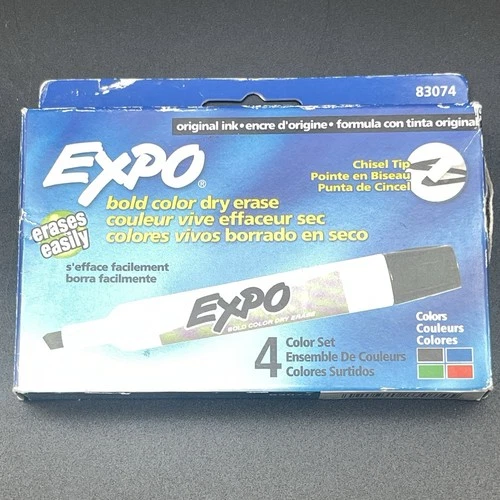 83074
original ink • encre d'origine • formula con tinta original
EXPO®
Chisel Tip
Pointe en Biseau
Punta de Cincel
bold color dry erase
couleur vive effaceur sec
colores vivos borrado en seco
erases
easily
s'efface facilement
borra facilmente
EXPO
BOLD COLOR DRY ERASE
4
Color Set
Ensemble De Couleurs
Colores Surtidos
Colors
Couleurs
Colores